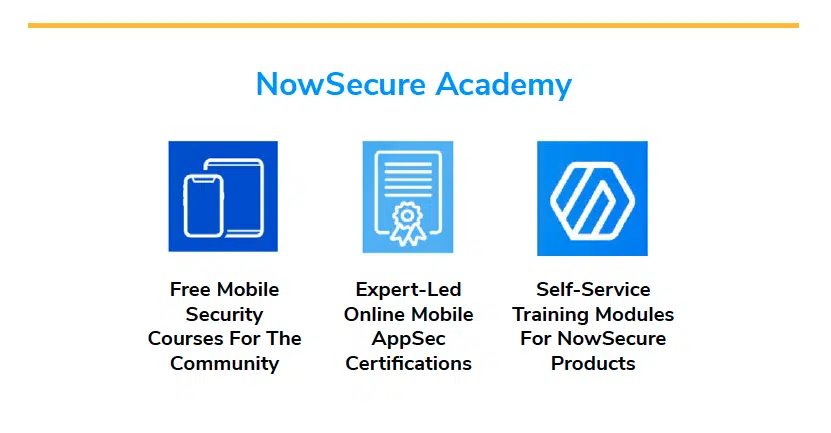 NowSecure Academy
Free Mobile
Security
Courses For The
Community
Expert-Led
Online Mobile
AppSec
Certifications
Self-Service
Training Modules
For NowSecure
Products